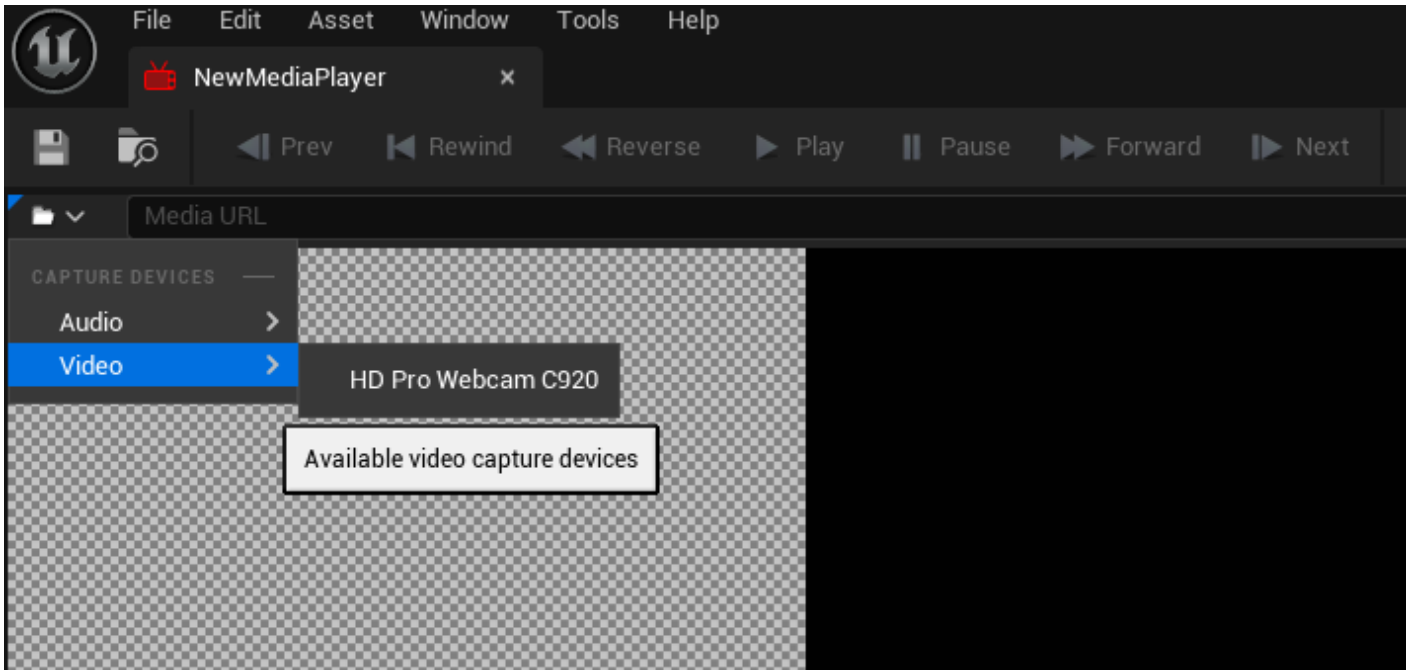 File Edit Asset Window Tools Help
NewMediaPlayer
Prev Rewind Reverse Play Pause Forward Next
Media URL
CAPTURE DEVICES
Audio
Video
HD Pro Webcam C920
Available video capture devices